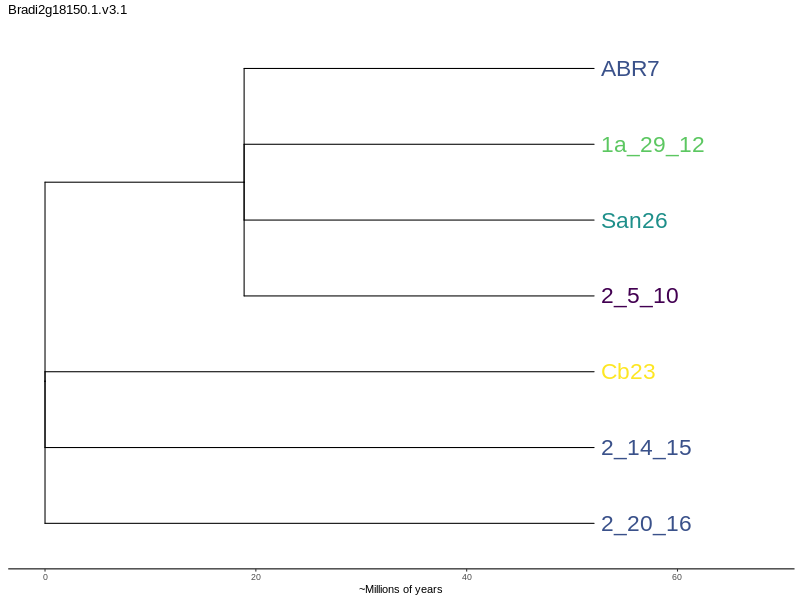 Bradi2g18150.1.v3.1
ABR7
1a_29_12
San26
2_5_10
Cb23
2_14_15
2_20_16
0 20 40 60
~Millions of years